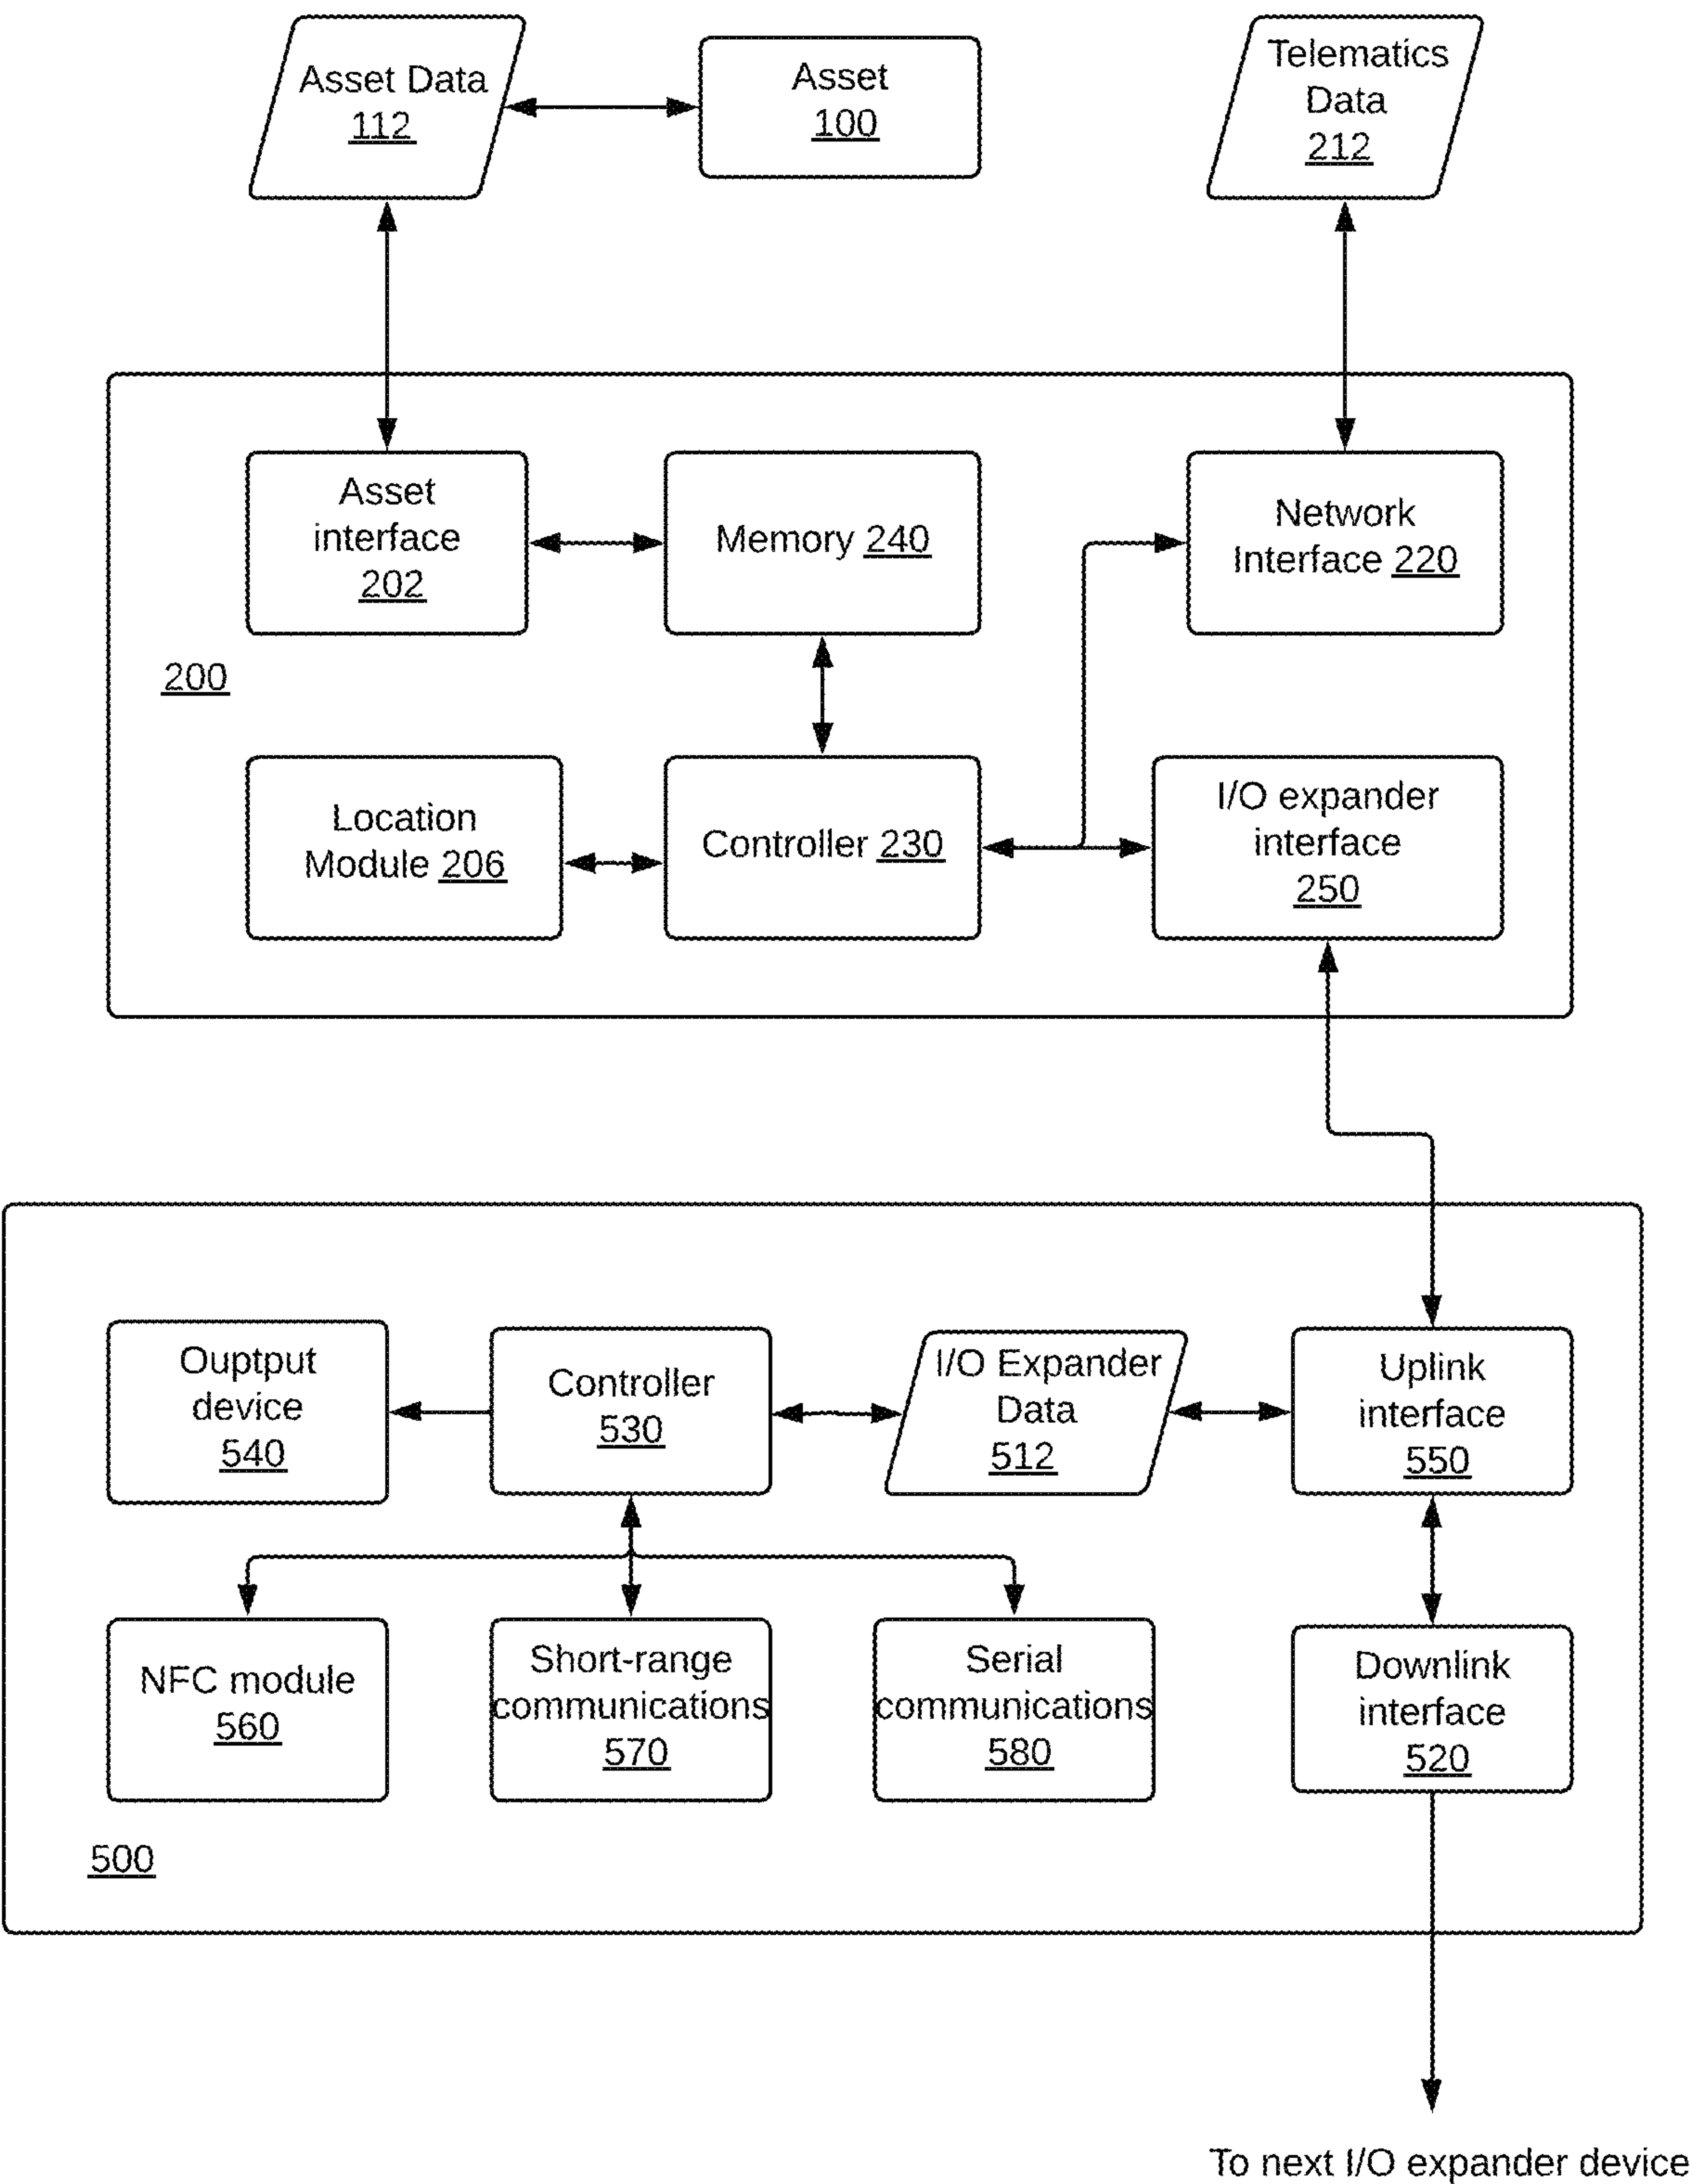 Asset Data
112
Asset
100
Telematics
Data
212
Asset
interface
202
Memory 240
Network
Interface 220
200
Location
Module 206
Controller 230
I/O expander
interface
250
Ouptput
device
540
Controller
530
I/O Expander
Data
512
Uplink
interface
550
NFC module
560
Short-range
communications
570
Serial
communications
580
Downlink
interface
520
500
To next I/O expander device